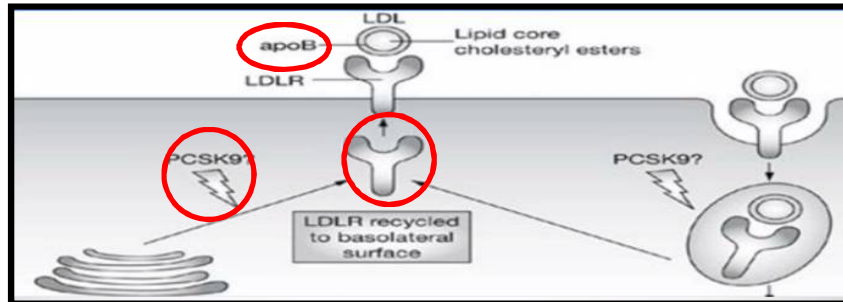 LDL
apoB
Lipid core
cholesteryl esters
LDLR
PCSK9?
PCSK9?
LDLR recycled
to basolateral
surface